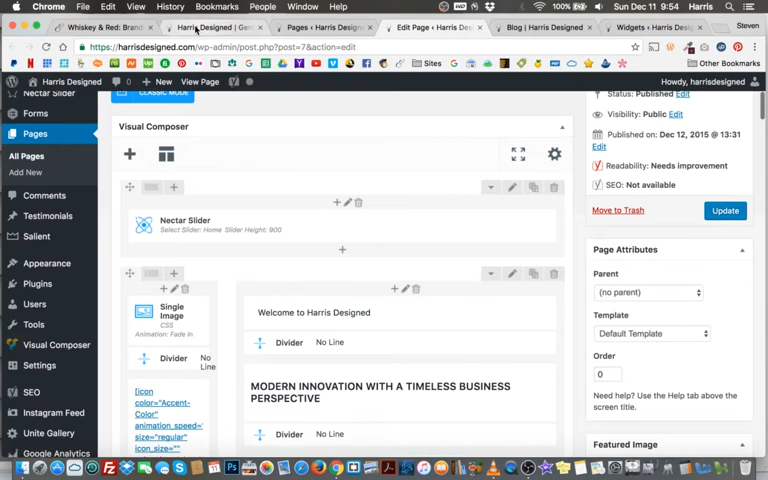 Chrome File Edit View History Bookmarks People Window Help 100% Sun Dec 11 9:54
Whiskey & Red: Brand Harris Designed | Gen Pages ‹ Harris Designe Edit Page ‹ Harris De Blog | Harris Designed Widgets ‹ Harris Desig Steven
https://harrisdesigned.com/wp-admin/post.php?post=7&action=edit
Sites Other Bookmarks
Harris Designed 0 New View Page Howdy, harrisdesigned
Nectar Slider
Forms
Pages
All Pages
Add New
Comments
Testimonials
Salient
Appearance
Plugins
Users
Tools
Visual Composer
Settings
SEO
Instagram Feed
Unite Gallery
Google Analytics
CLASSIC MODE
Visual Composer
Nectar Slider
Select Slider: Home Slider Height: 900
Single
Image
CSS
Animation: Fade In
Divider No
Line
[icon
color="Accent-
Color"
animation_speed='
size="regular"
icon_size=""
Welcome to Harris Designed
Divider No Line
MODERN INNOVATION WITH A TIMELESS BUSINESS
PERSPECTIVE
Divider No Line
Status: Published Edit
Visibility: Public Edit
Published on: Dec 12, 2015 @ 13:31
Edit
Readability: Needs improvement
SEO: Not available
Move to Trash Update
Page Attributes
Parent
(no parent)
Template
Default Template
Order
0
Need help? Use the Help tab above the
screen title.
Featured Image